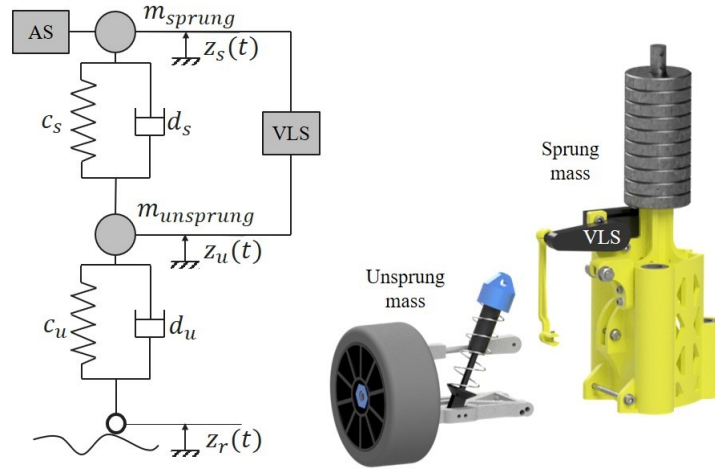 AS
m_sprung
z_s(t)
c_s
d_s
VLS
m_unsprung
z_u(t)
c_u
d_u
z_r(t)
Sprung
mass
VLS
Unsprung
mass